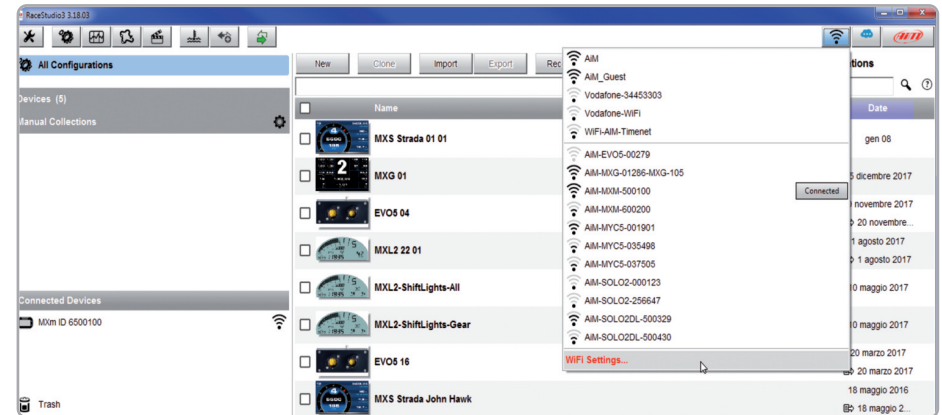 RaceStudio3 3.18.03
AiM
All Configurations
New Clone Import Export Rec
tions
Devices (5)
Manual Collections
Name
Date
MXS Strada 01 01
gen 08
MXG 01
5 dicembre 2017
EVO5 04
novembre 2017
20 novembre...
MXL2 22 01
1 agosto 2017
1 agosto 2017
MXL2-ShiftLights-All
10 maggio 2017
MXL2-ShiftLights-Gear
10 maggio 2017
EVO5 16
20 marzo 2017
20 marzo 2017
MXS Strada John Hawk
18 maggio 2016
18 maggio 2...
Connected Devices
MXm ID 6500100
Trash
AiM
AiM_Guest
Vodafone-34453303
Vodafone-WiFi
WiFi-AIM-Timenet
AiM-EVO5-00279
AiM-MXG-01286-MXG-105
AiM-MXM-500100 Connected
AiM-MXM-600200
AiM-MYC5-001901
AiM-MYC5-035498
AiM-MYC5-037505
AiM-SOLO2-000123
AiM-SOLO2-256647
AiM-SOLO2DL-500329
AiM-SOLO2DL-500430
WiFi Settings...